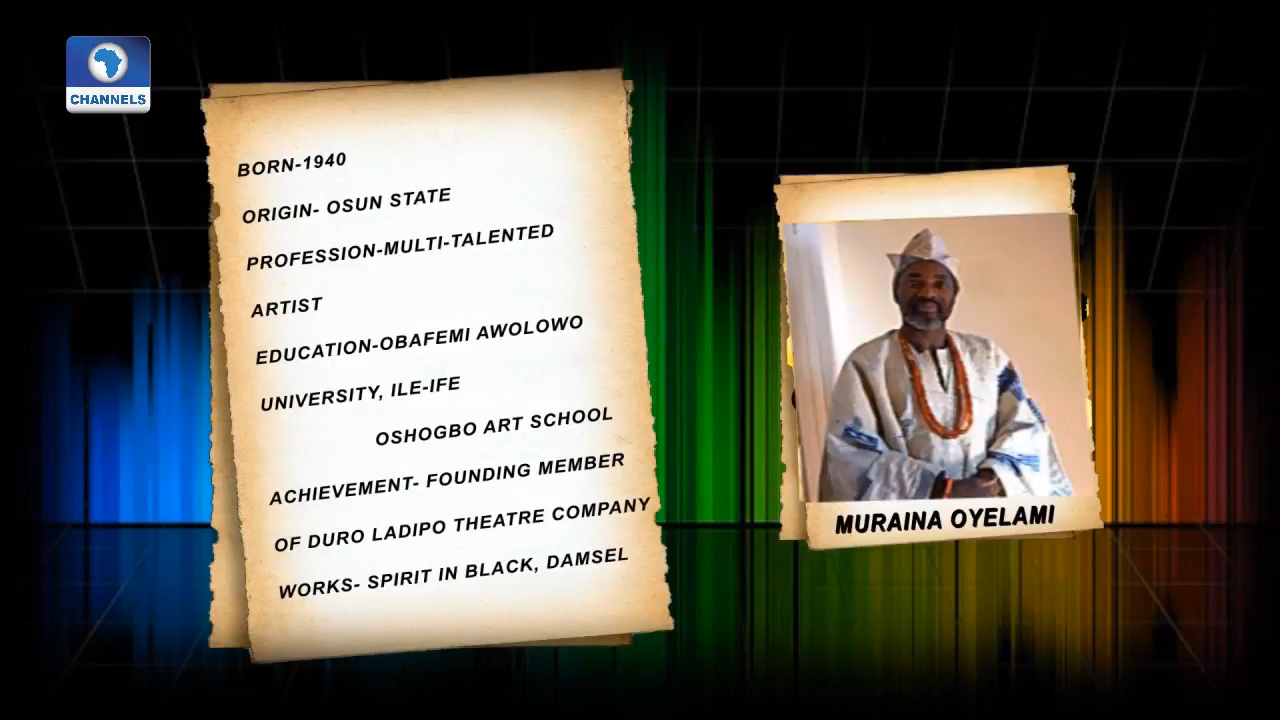 CHANNELS
BORN-1940
ORIGIN- OSUN STATE
PROFESSION-MULTI-TALENTED
ARTIST
EDUCATION-OBAFEMI AWOLOWO
UNIVERSITY, ILE-IFE
OSHOGBO ART SCHOOL
ACHIEVEMENT- FOUNDING MEMBER
OF DURO LADIPO THEATRE COMPANY
WORKS- SPIRIT IN BLACK, DAMSEL
MURAINA OYELAMI